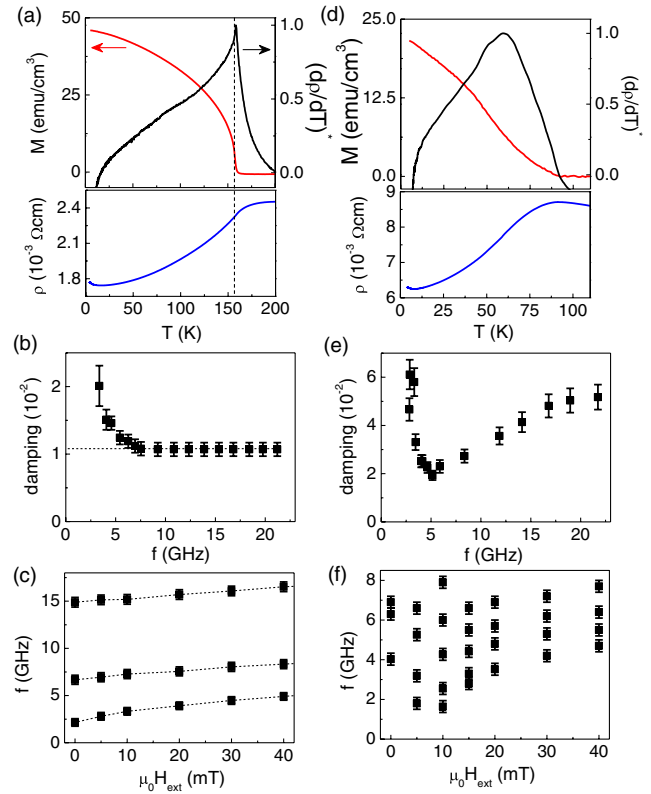 (a)
50
25
0
M (emu/cm³)
1.0
0.5
0.0
(dρ/dT)*
2.4
2.1
1.8
ρ (10⁻³ Ωcm)
0 50 100 150 200
T (K)
(b)
2
1
0
damping (10⁻²)
0 5 10 15 20
f (GHz)
(c)
15
10
5
0
f (GHz)
0 10 20 30 40
μ₀Hext (mT)
(d)
25.0
12.5
0.0
M (emu/cm³)
1.0
0.5
0.0
(dρ/dT)*
9
8
7
6
ρ (10⁻³ Ωcm)
0 25 50 75 100
T (K)
(e)
6
4
2
0
damping (10⁻²)
0 5 10 15 20
f (GHz)
(f)
8
6
4
2
0
f (GHz)
0 10 20 30 40
μ₀Hext (mT)